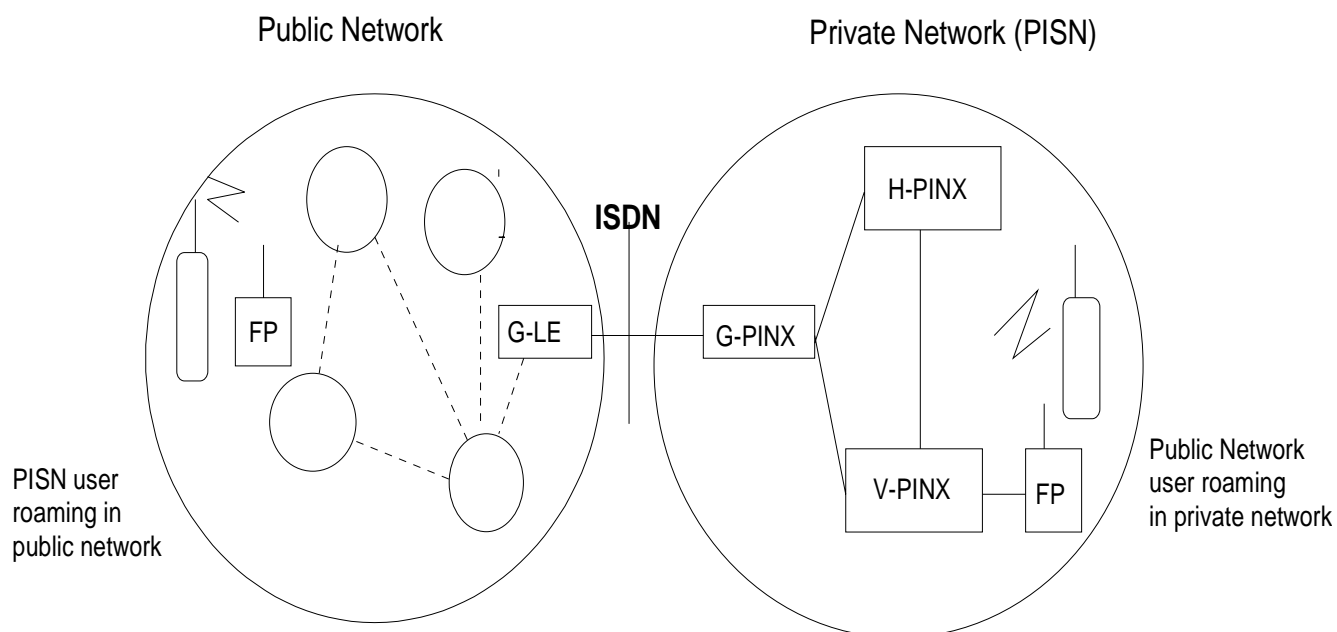 Public Network
Private Network (PISN)
H-PINX
ISDN
FP
G-LE
G-PINX
V-PINX
FP
PISN user
roaming in
public network
Public Network
user roaming
in private network